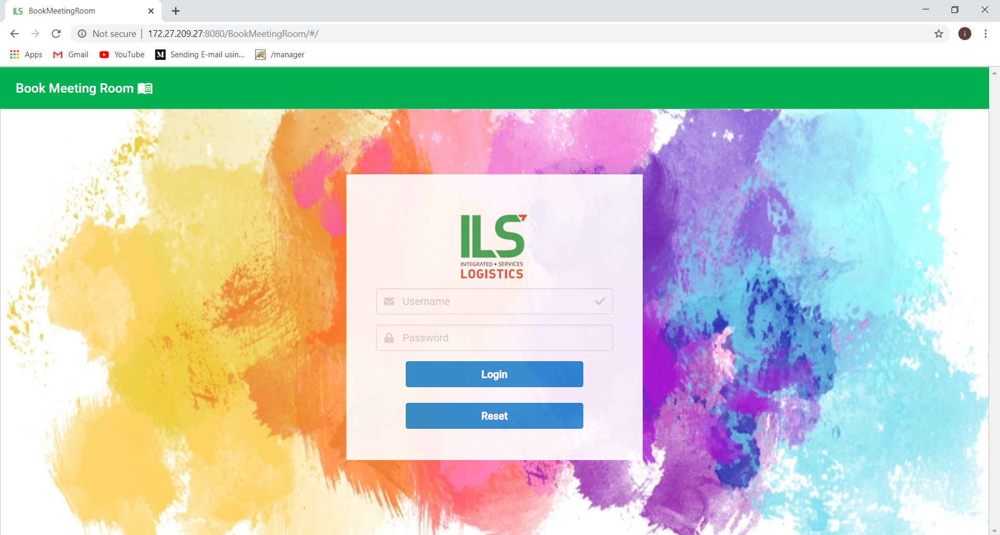 ILS BookMeetingRoom
Not secure | 172.27.209.27:8080/BookMeetingRoom/#/
i
Apps Gmail YouTube M Sending E-mail usin... /manager
Book Meeting Room
ILS
INTEGRATED • SERVICES
LOGISTICS
Username
Password
Login
Reset